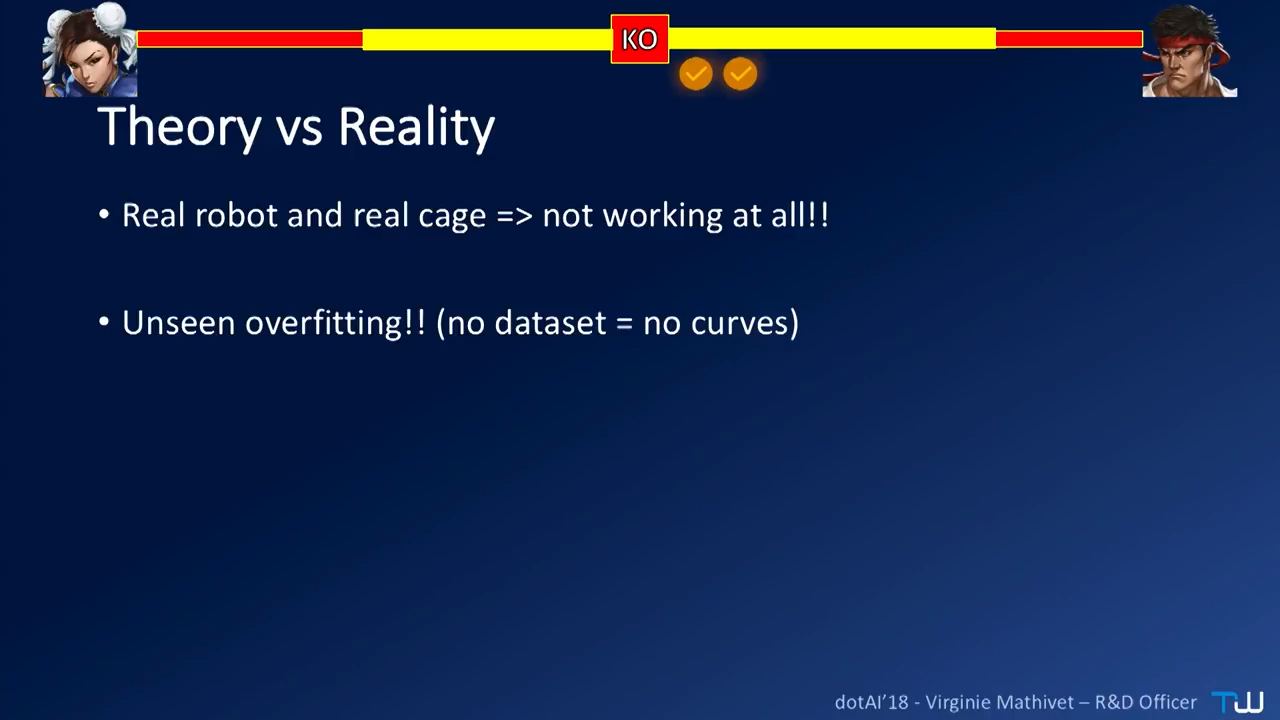 KO
Theory vs Reality
• Real robot and real cage => not working at all!!
• Unseen overfitting!! (no dataset = no curves)
dotAI’18 - Virginie Mathivet – R&D Officer TW